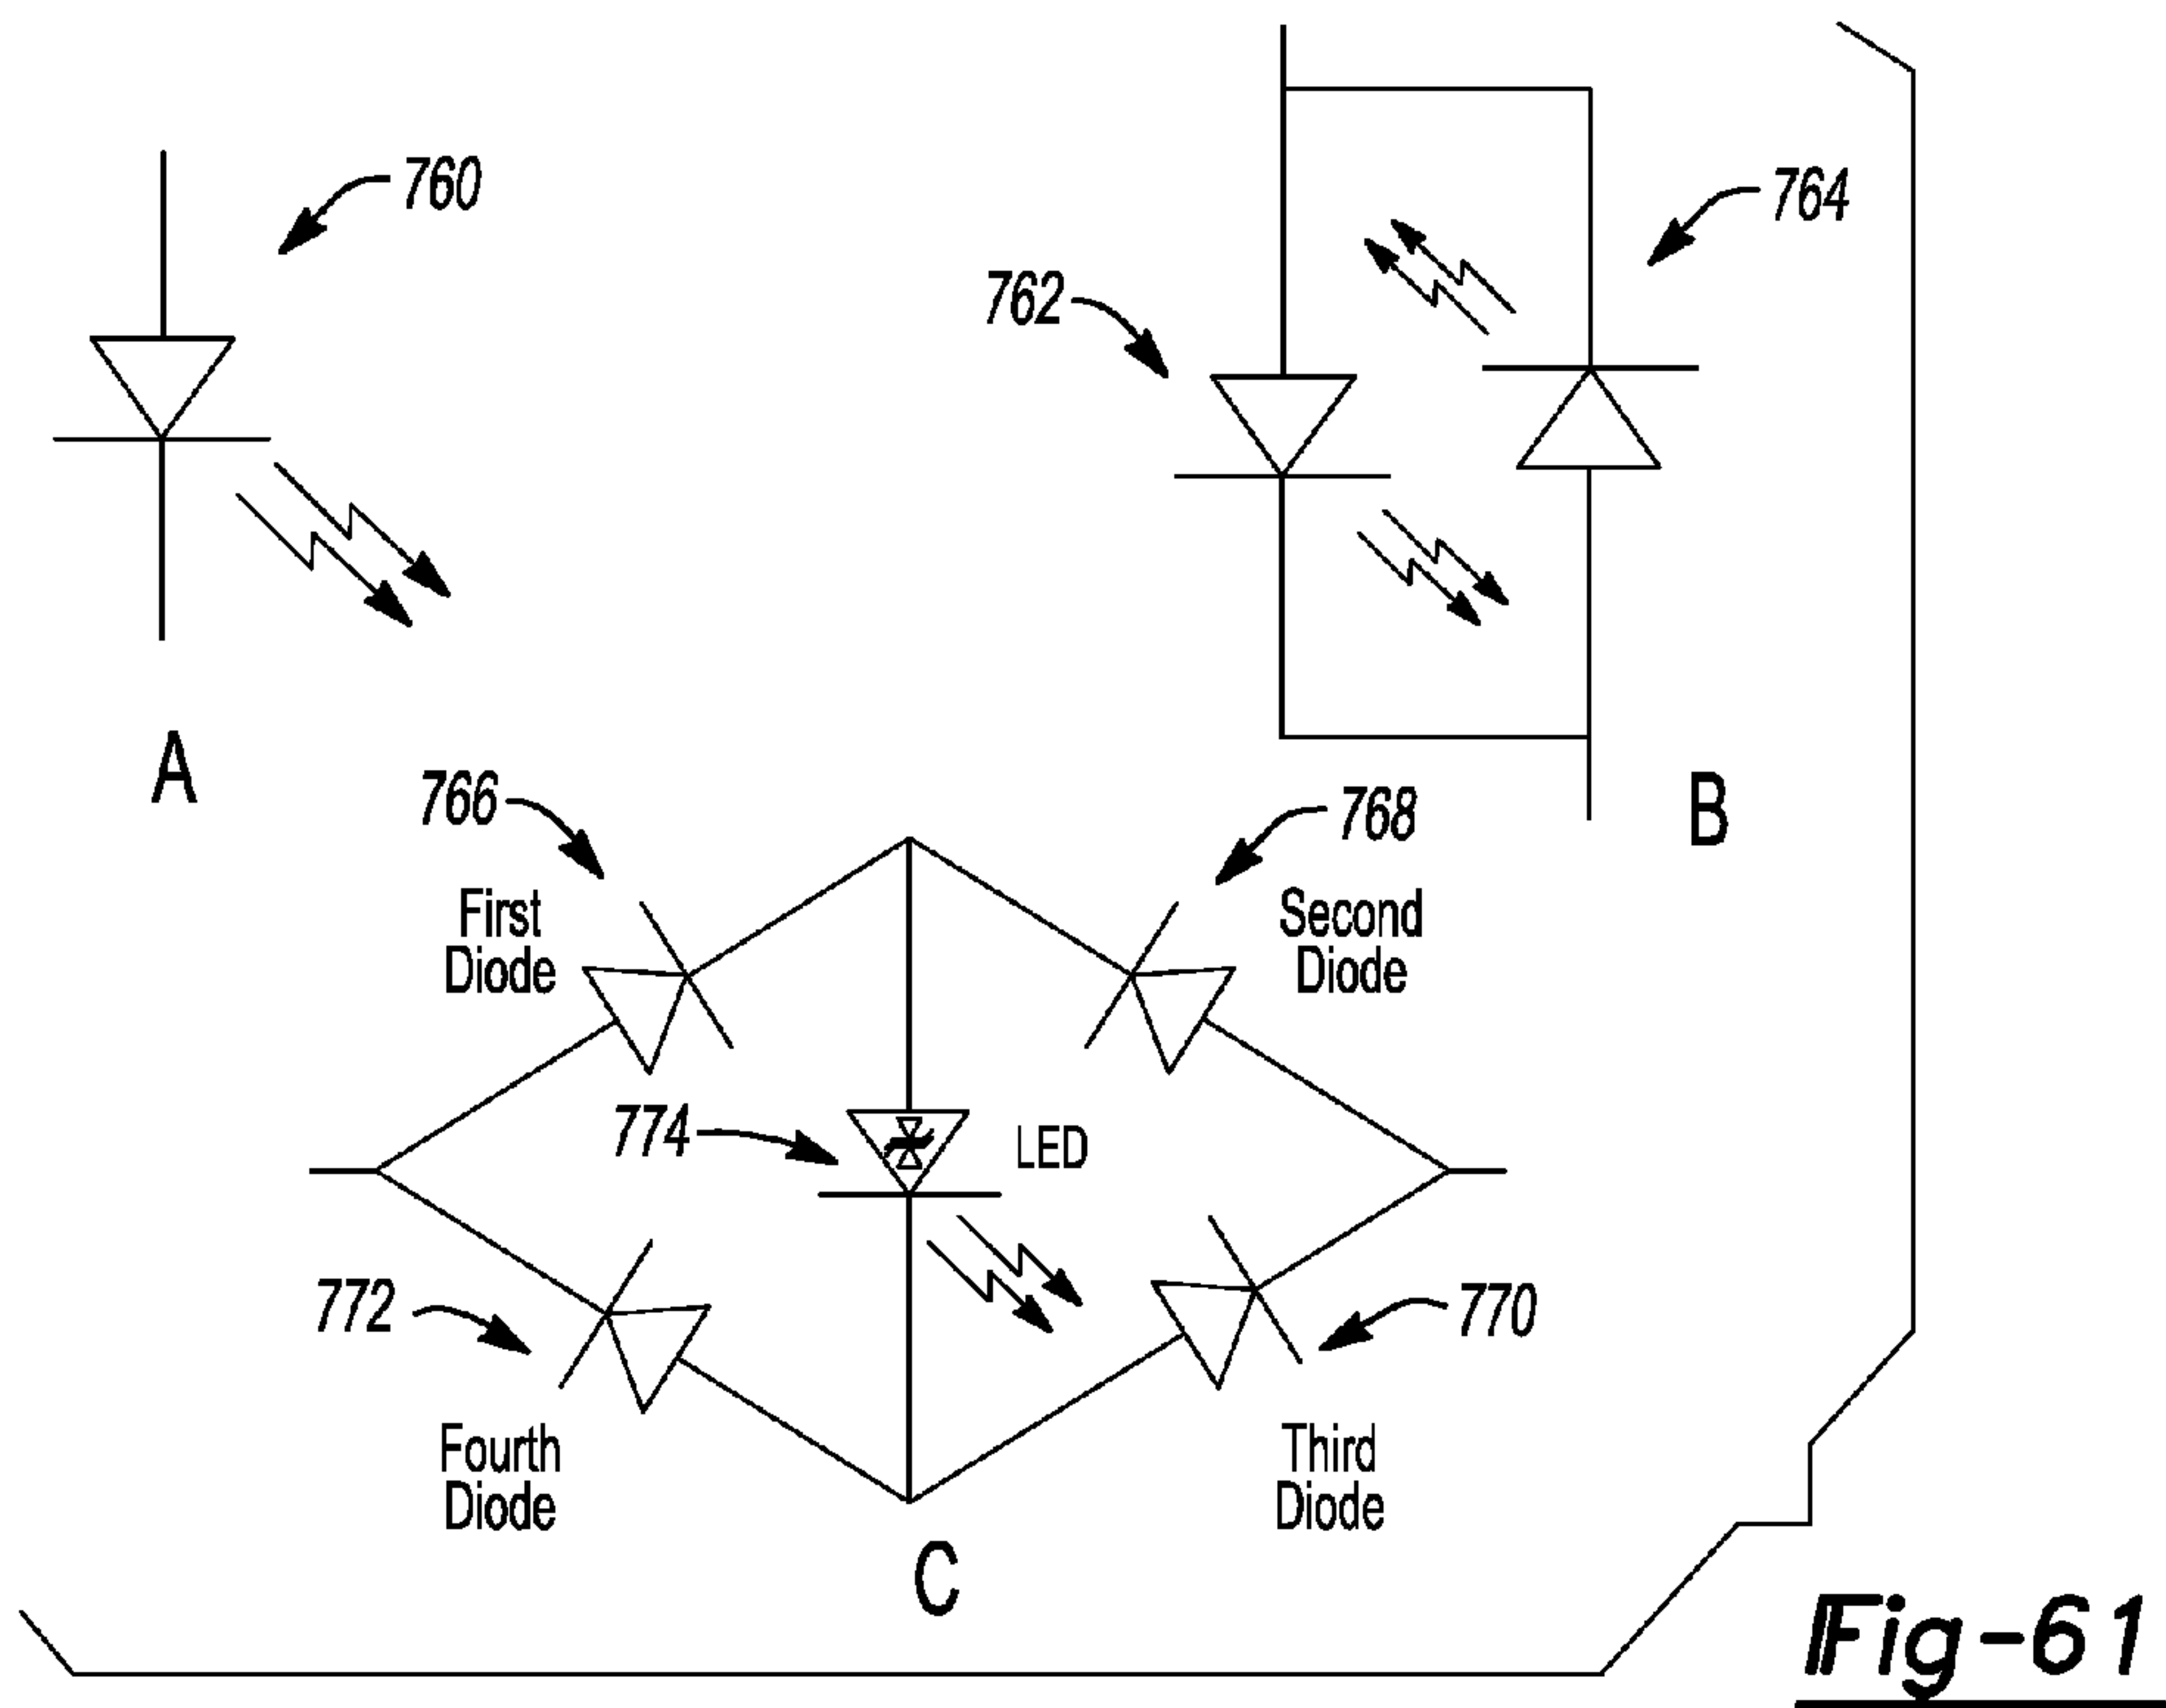 760
764
762
A
B
766
768
First
Diode
Second
Diode
774
LED
772
770
Fourth
Diode
Third
Diode
C
Fig-61